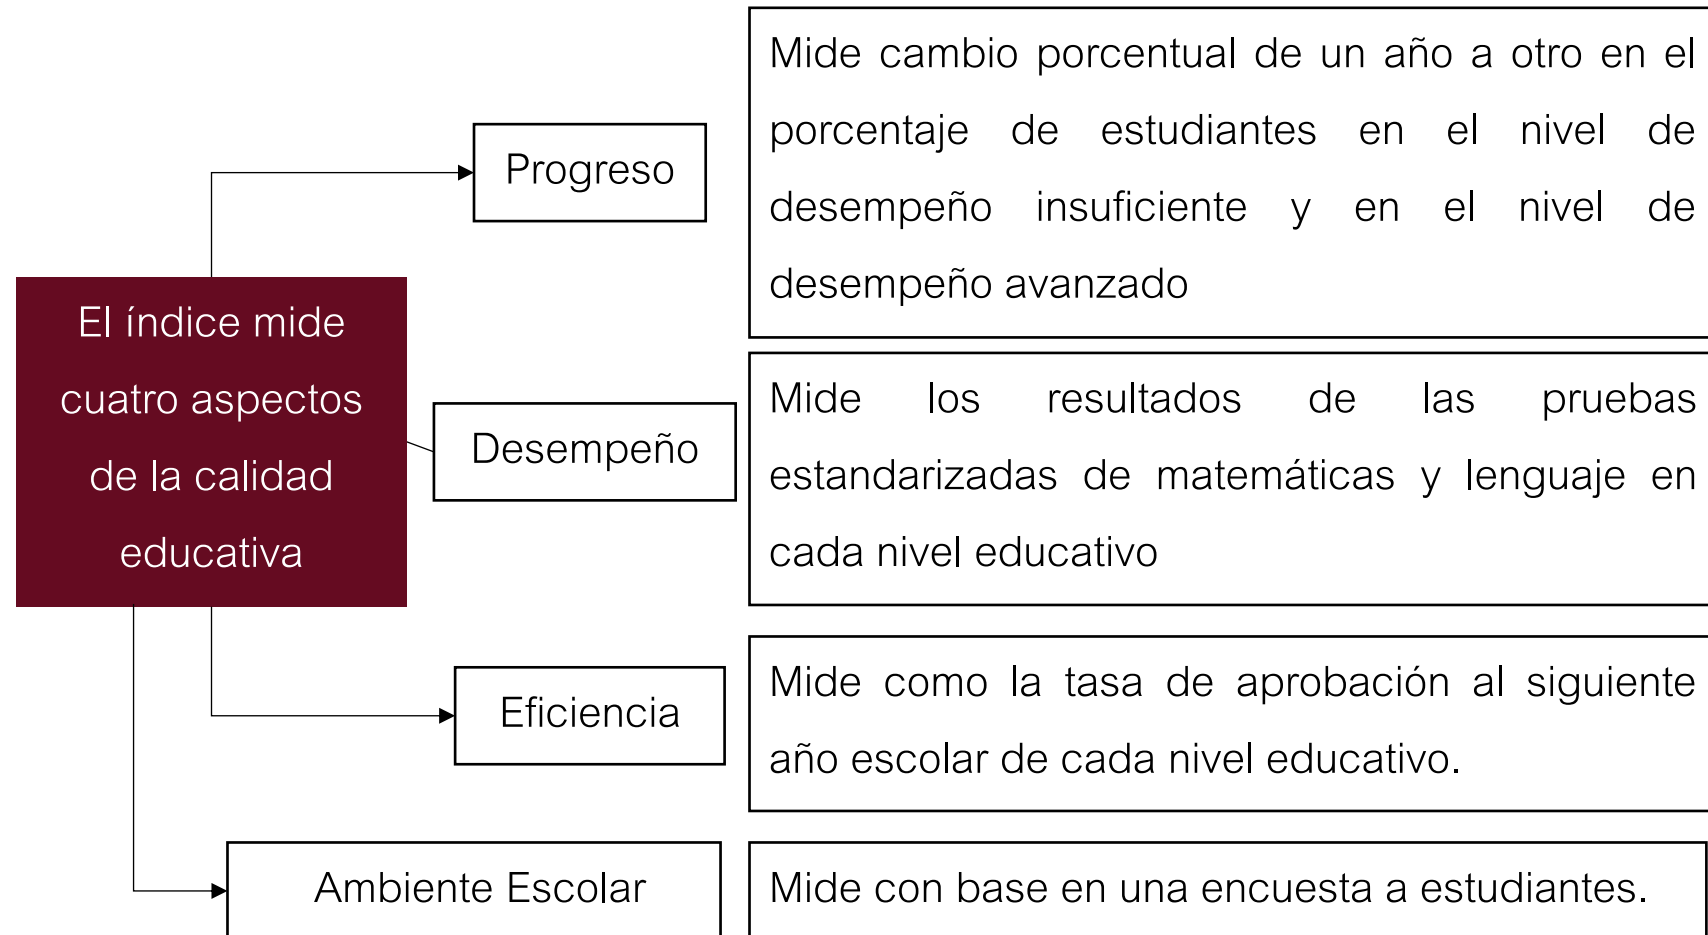 El índice mide
cuatro aspectos
de la calidad
educativa
Progreso
Mide cambio porcentual de un año a otro en el
porcentaje de estudiantes en el nivel de
desempeño insuficiente y en el nivel de
desempeño avanzado
Desempeño
Mide los resultados de las pruebas
estandarizadas de matemáticas y lenguaje en
cada nivel educativo
Eficiencia
Mide como la tasa de aprobación al siguiente
año escolar de cada nivel educativo.
Ambiente Escolar
Mide con base en una encuesta a estudiantes.